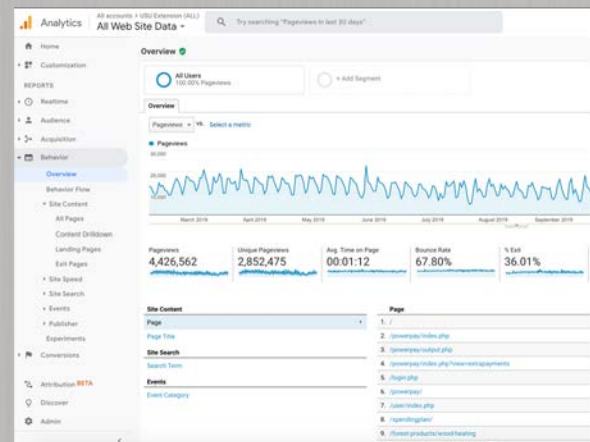 Analytics
All accounts > USU Extension (ALL)
All Web Site Data
Try searching "Pageviews in last 30 days"
Home
Customization
REPORTS
Realtime
Audience
Acquisition
Behavior
Overview
Behavior Flow
Site Content
All Pages
Content Drilldown
Landing Pages
Exit Pages
Site Speed
Site Search
Events
Publisher
Experiments
Conversions
Attribution BETA
Discover
Admin
Overview
All Users
100.00% Pageviews
+ Add Segment
Overview
Pageviews VS. Select a metric
Pageviews
30,000
20,000
10,000
March 2019 April 2019 May 2019 June 2019 July 2019 August 2019 September 2019
Pageviews
4,426,562
Unique Pageviews
2,852,475
Avg. Time on Page
00:01:12
Bounce Rate
67.80%
% Exit
36.01%
Site Content
Page
Page Title
Site Search
Search Term
Events
Event Category
Page
1. /
2. /powerpay/index.php
3. /powerpay/output.php
4. /powerpay/index.php?view=extrapayments
5. /login.php
6. /powerpay/
7. /user/index.php
8. /spendingplan/
9. /forest-products/wood-heating